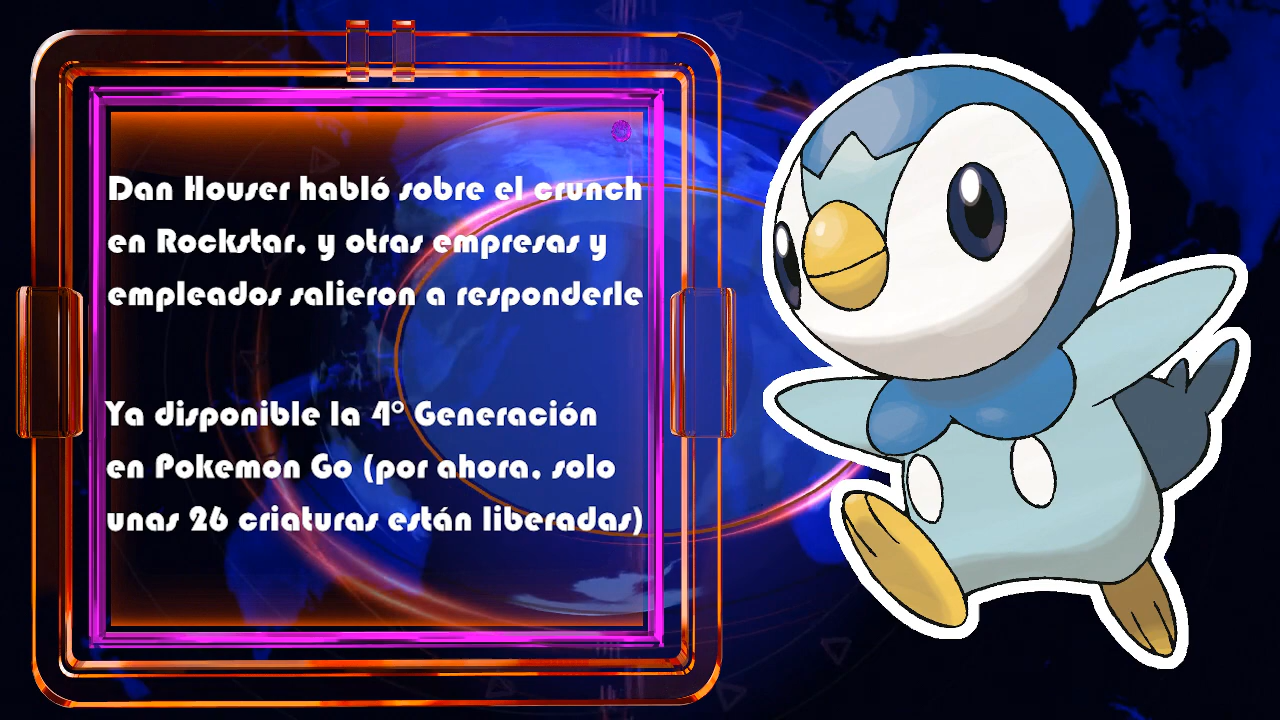 Dan Houser habló sobre el crunch
en Rockstar, y otras empresas y
empleados salieron a responderle
Ya disponible la 4° Generación
en Pokemon Go (por ahora, solo
unas 26 criaturas están liberadas)